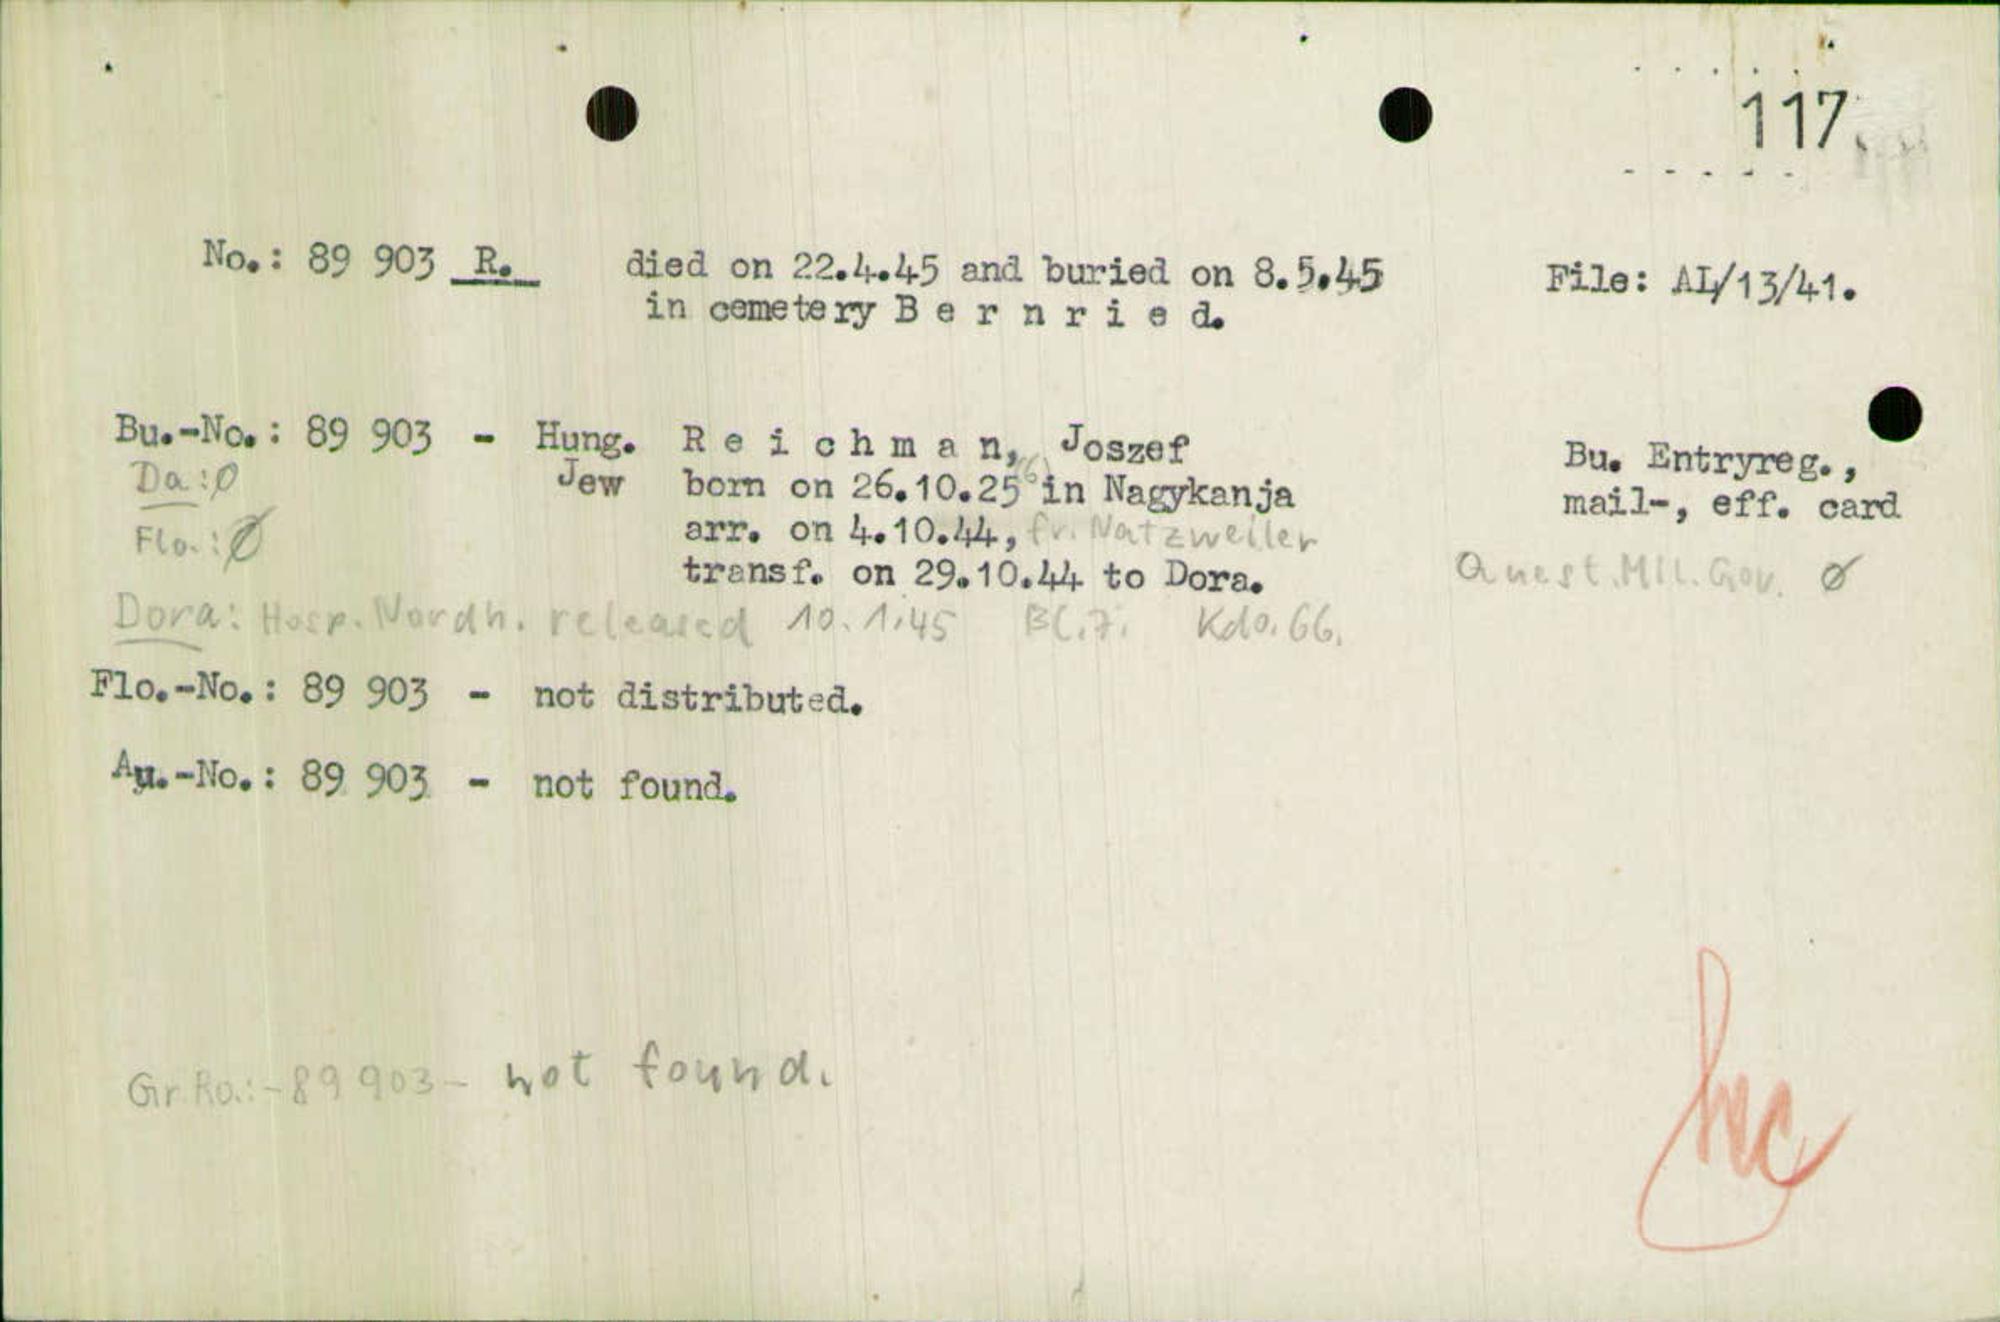 117
No.: 89 903 R. died on 22.4.45 and buried on 8.5.45 File: AL/13/41.
in cemetery B e r n r i e d.
Bu.-No.: 89 903 - Hung. R e i c h m a n, Joszef Bu. Entryreg.,
Da: ∅ Jew born on 26.10.25 in Nagykanja mail-, eff. card
Flo.: ∅ arr. on 4.10.44, fr. Natzweiler
transf. on 29.10.44 to Dora. Quest. Mil. Gov. ∅
Dora: Hosp. Nordh. released 10.1.45 Bl.7. Kdo. 66.
Flo.-No.: 89 903 - not distributed.
Au.-No.: 89 903 - not found.
Gr. Ro.: - 89 903 - not found.